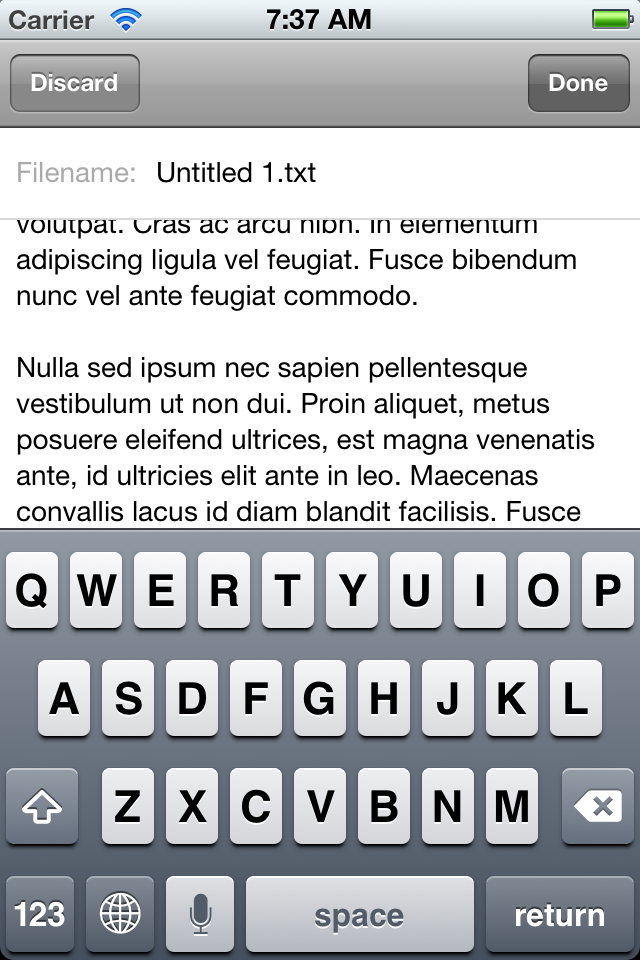 Carrier 7:37 AM
Discard Done
Filename: Untitled 1.txt
volutpat. Cras ac arcu nibh. In elementum
adipiscing ligula vel feugiat. Fusce bibendum
nunc vel ante feugiat commodo.
Nulla sed ipsum nec sapien pellentesque
vestibulum ut non dui. Proin aliquet, metus
posuere eleifend ultrices, est magna venenatis
ante, id ultricies elit ante in leo. Maecenas
convallis lacus id diam blandit facilisis. Fusce
Q W E R T Y U I O P
A S D F G H J K L
Z X C V B N M
123 space return